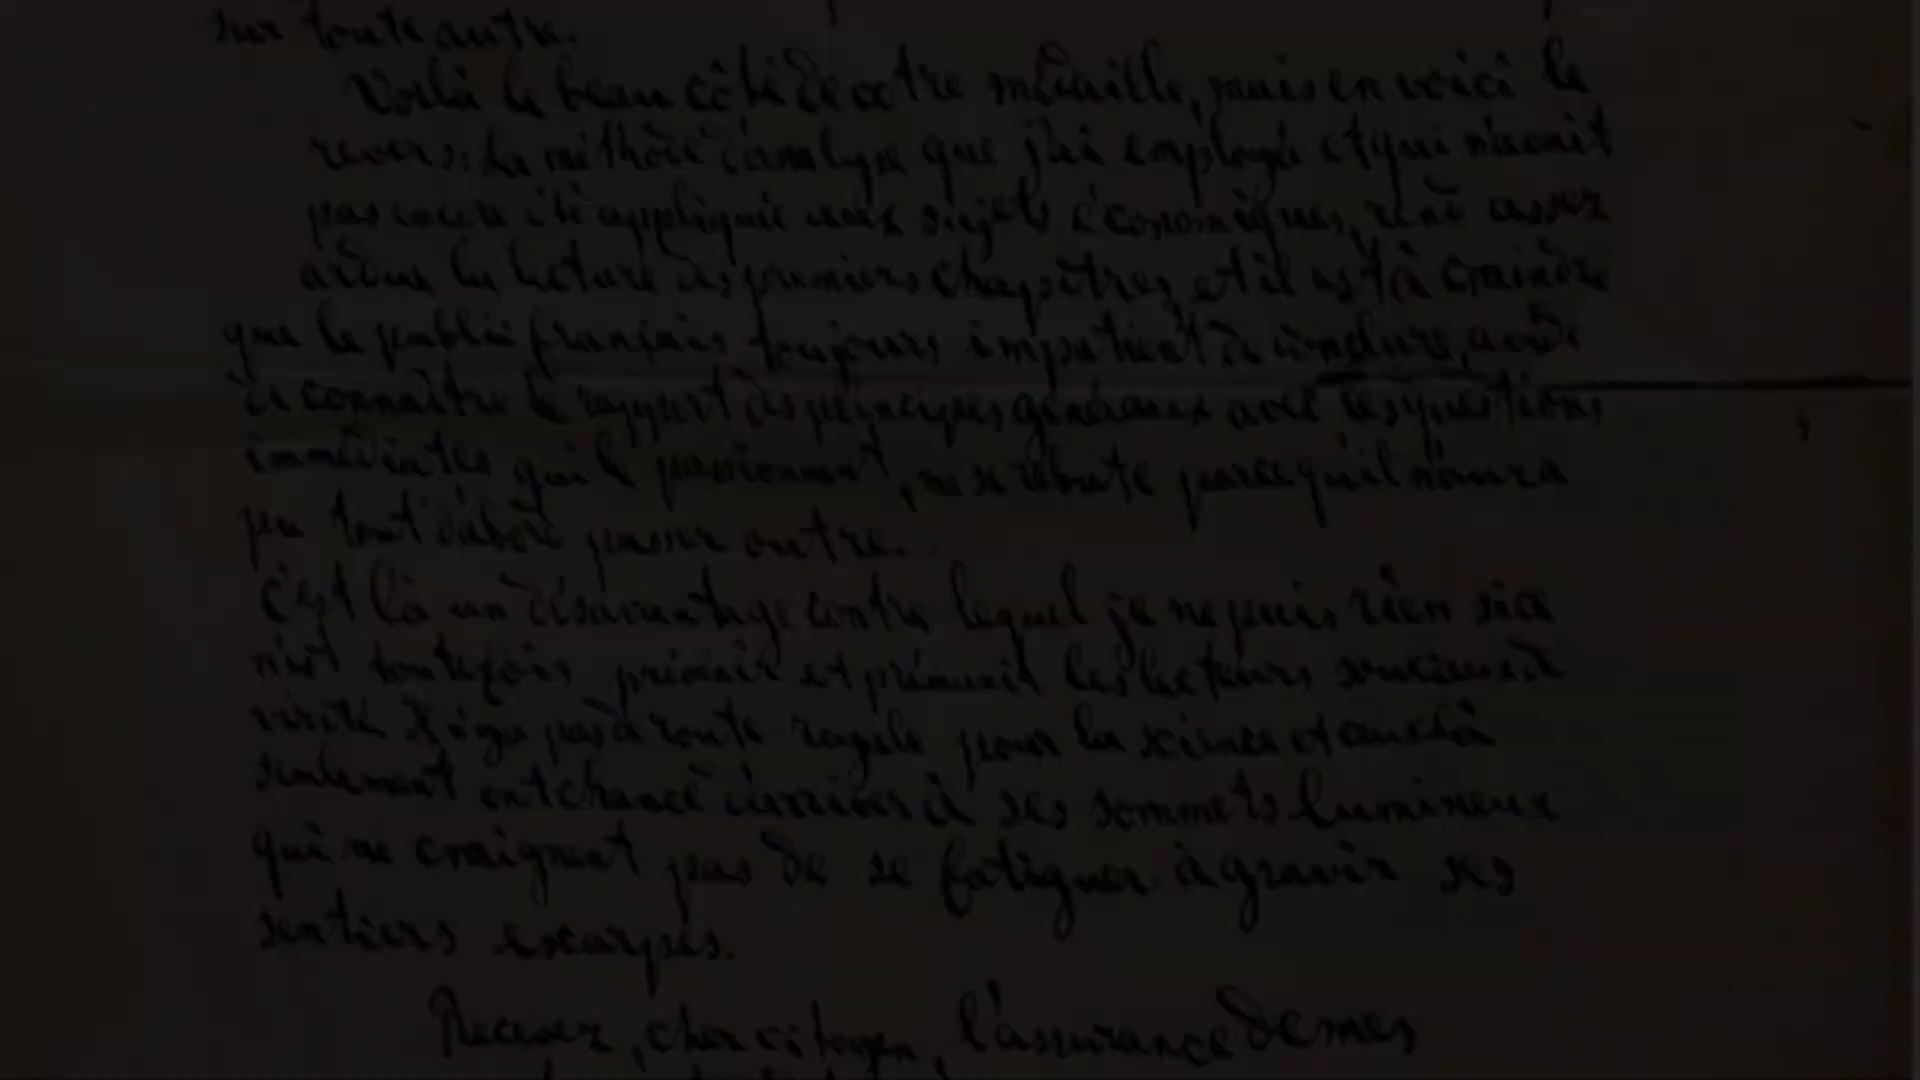 sur toute autre.
Voilà le beau côté de votre médaille, mais en voici le
revers: La méthode d'analyse que j'ai employée et qui n'avait
pas encore été appliquée aux sujets économiques, rend assez
ardue la lecture des premiers chapitres, et il est à craindre
que le public français toujours impatient de conclure, avide
de connaître le rapport des principes généraux avec les questions
immédiates qui le passionnent, ne se rebute parce qu'il n'aura
pu tout d'abord passer outre.
C'est là un désavantage contre lequel je ne puis rien si ce
n'est toutefois prévenir et prémunir les lecteurs soucieux de
vérité. Il n'y a pas de route royale pour la science et ceux-là
seulement ont chance d'arriver à ses sommets lumineux
qui ne craignent pas de se fatiguer à gravir ses
sentiers escarpés.
Recevez, cher citoyen, l'assurance de mes